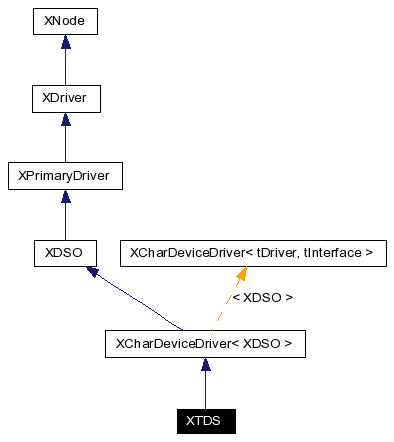 XNode
XDriver
XPrimaryDriver
XDSO
XCharDeviceDriver< tDriver, tInterface >
< XDSO >
XCharDeviceDriver< XDSO >
XTDS